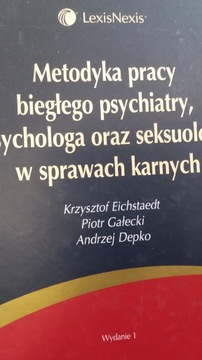 LexisNexis®
Metodyka pracy
biegłego psychiatry,
sychologa oraz seksuolo
w sprawach karnych
Krzysztof Eichstaedt
Piotr Gałecki
Andrzej Depko
Wydanie 1